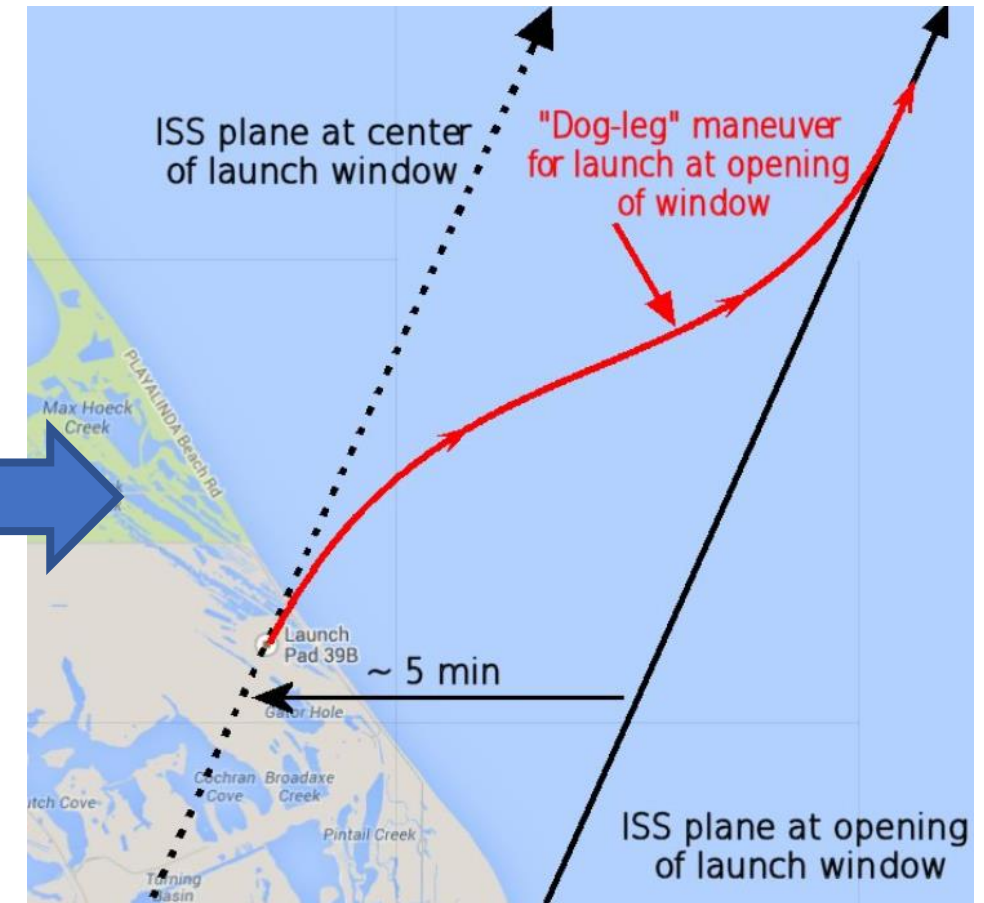 ISS plane at center
of launch window
"Dog-leg" maneuver
for launch at opening
of window
PLAYALINDA Beach Rd
Max Hoeck
Creek
Launch
Pad 39B
~ 5 min
Gator Hole
Cochran
Cove
Broadaxe
Creek
Cove
Pintail Creek
ISS plane at opening
of launch window
Turning
Basin